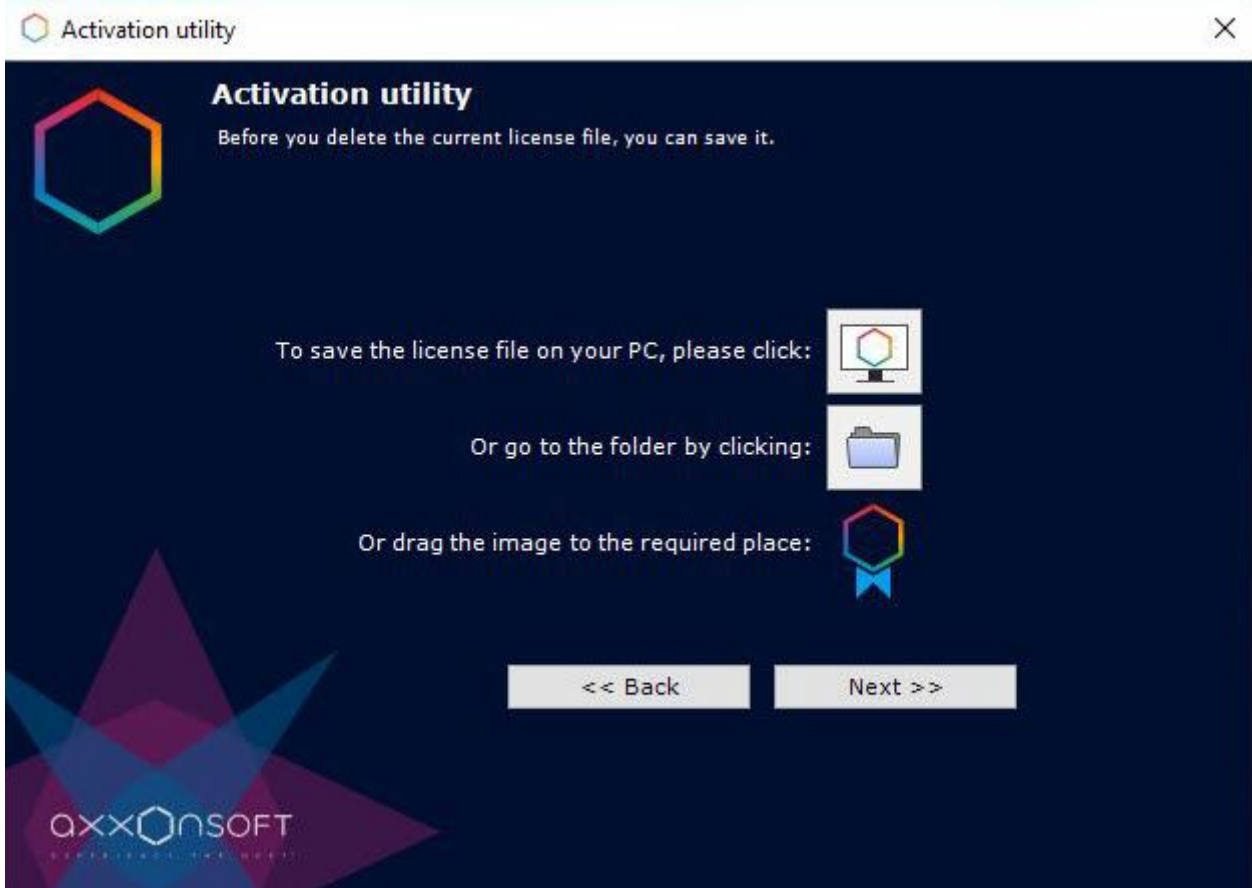 Activation utility
Activation utility
Before you delete the current license file, you can save it.
To save the license file on your PC, please click:
Or go to the folder by clicking:
Or drag the image to the required place:
<< Back
Next >>
axxonsoft